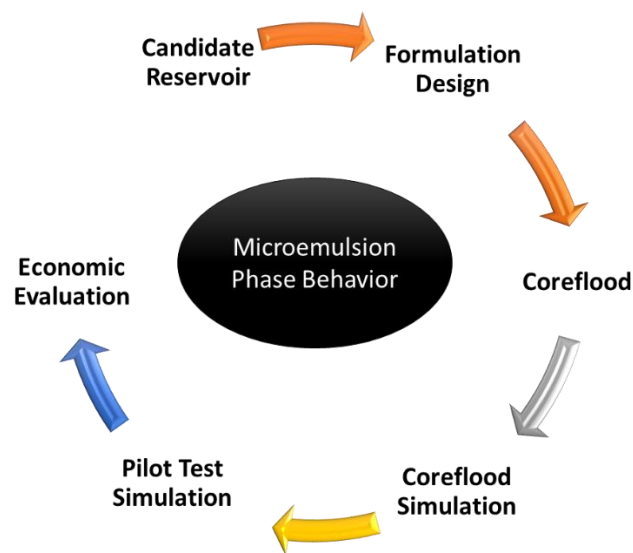 Candidate
Reservoir
Formulation
Design
Coreflood
Coreflood
Simulation
Pilot Test
Simulation
Economic
Evaluation
Microemulsion
Phase Behavior